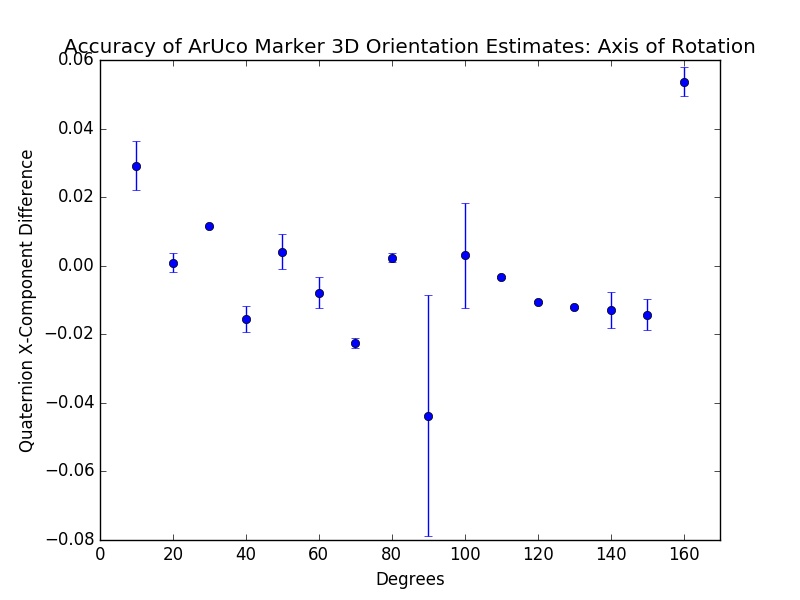 Accuracy of ArUco Marker 3D Orientation Estimates: Axis of Rotation
0.06
0.04
0.02
0.00
−0.02
−0.04
−0.06
−0.08
Quaternion X-Component Difference
0 20 40 60 80 100 120 140 160
Degrees